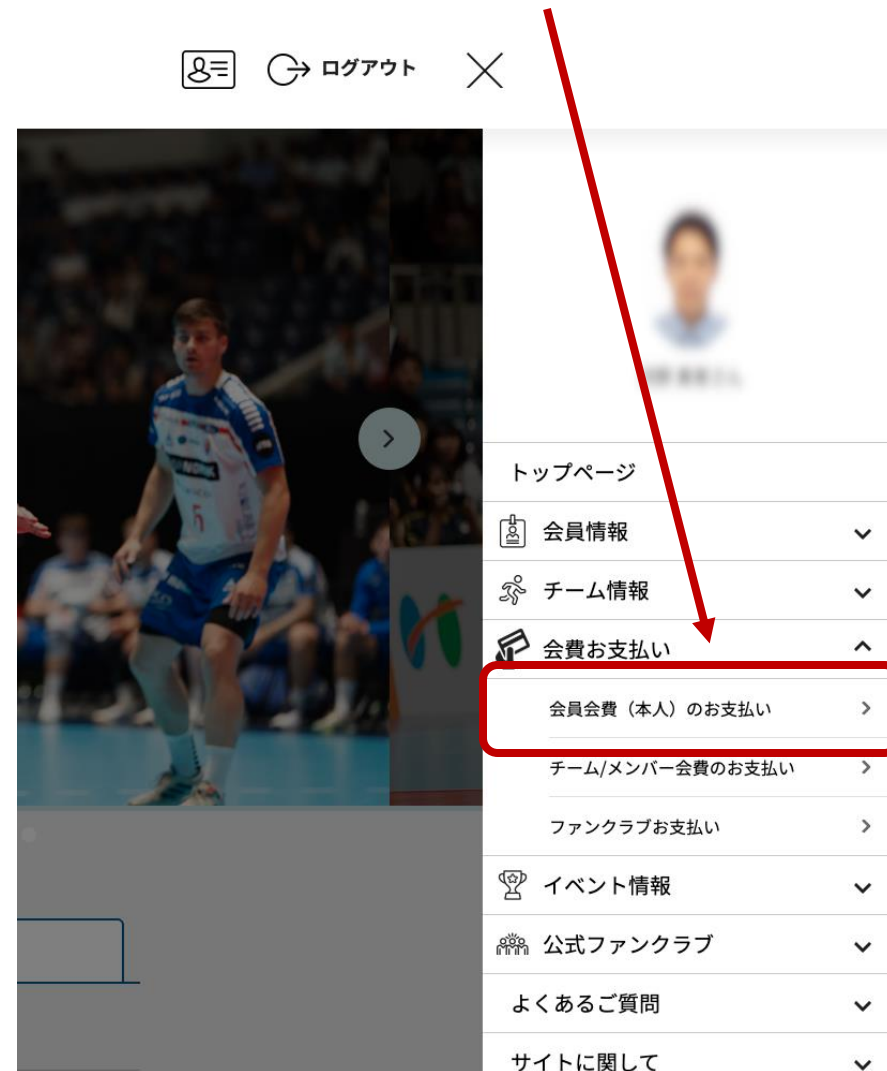 ログアウト
トップページ
会員情報
チーム情報
会費お支払い
会員会費（本人）のお支払い
チーム/メンバー会費のお支払い
ファンクラブお支払い
イベント情報
公式ファンクラブ
よくあるご質問
サイトに関して